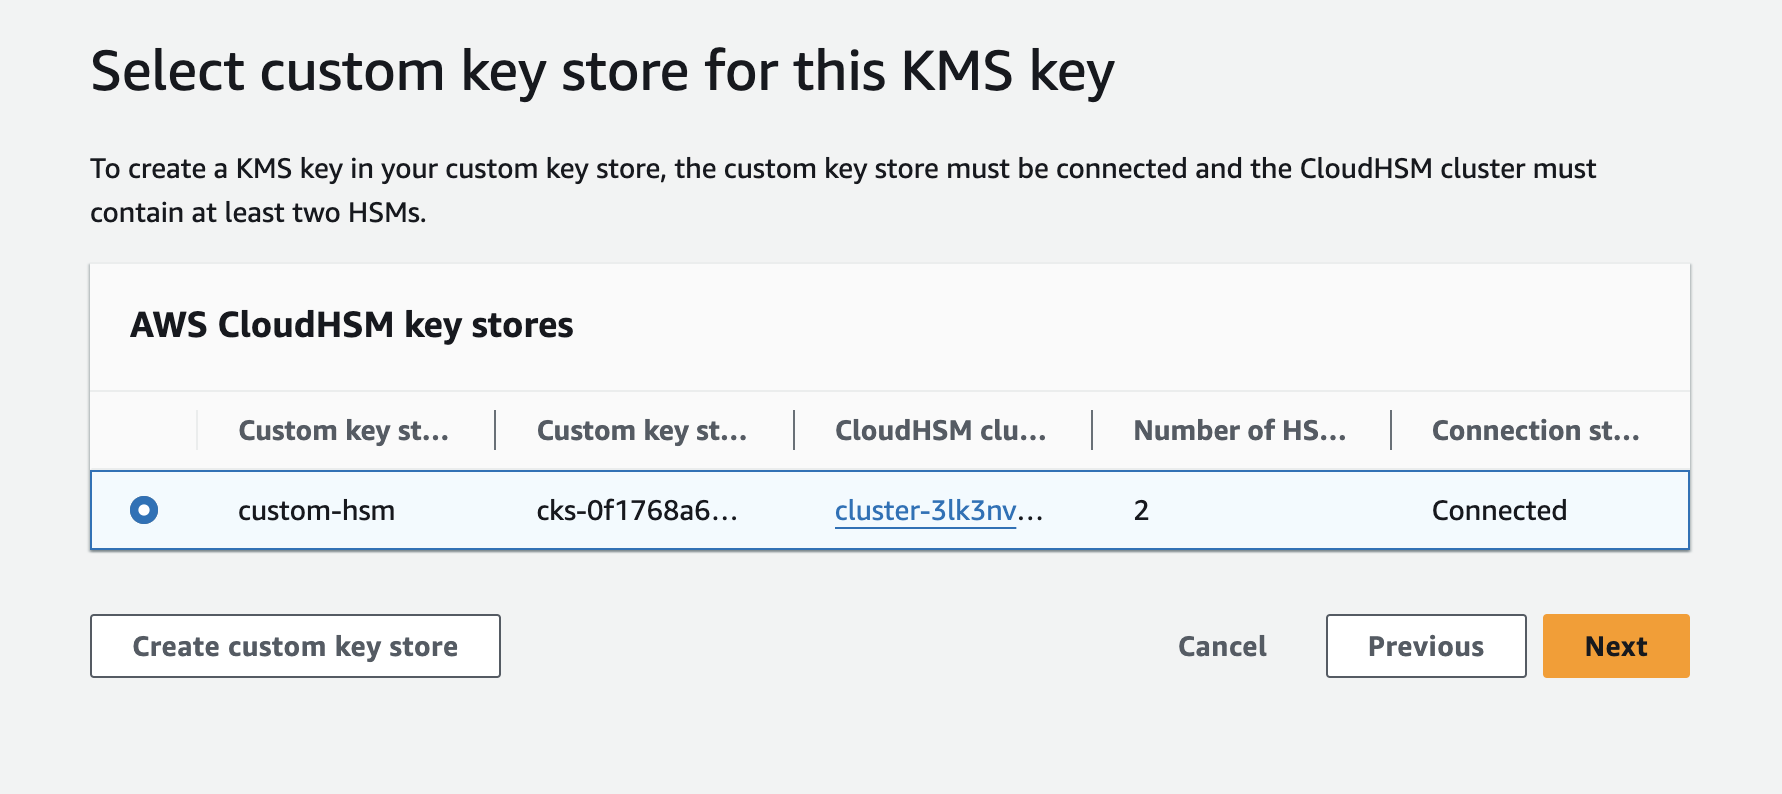 Select custom key store for this KMS key
To create a KMS key in your custom key store, the custom key store must be connected and the CloudHSM cluster must
contain at least two HSMs.
AWS CloudHSM key stores
Custom key st... Custom key st... CloudHSM clu... Number of HS... Connection st...
custom-hsm cks-0f1768a6... cluster-3lk3nv... 2 Connected
Create custom key store Cancel Previous Next